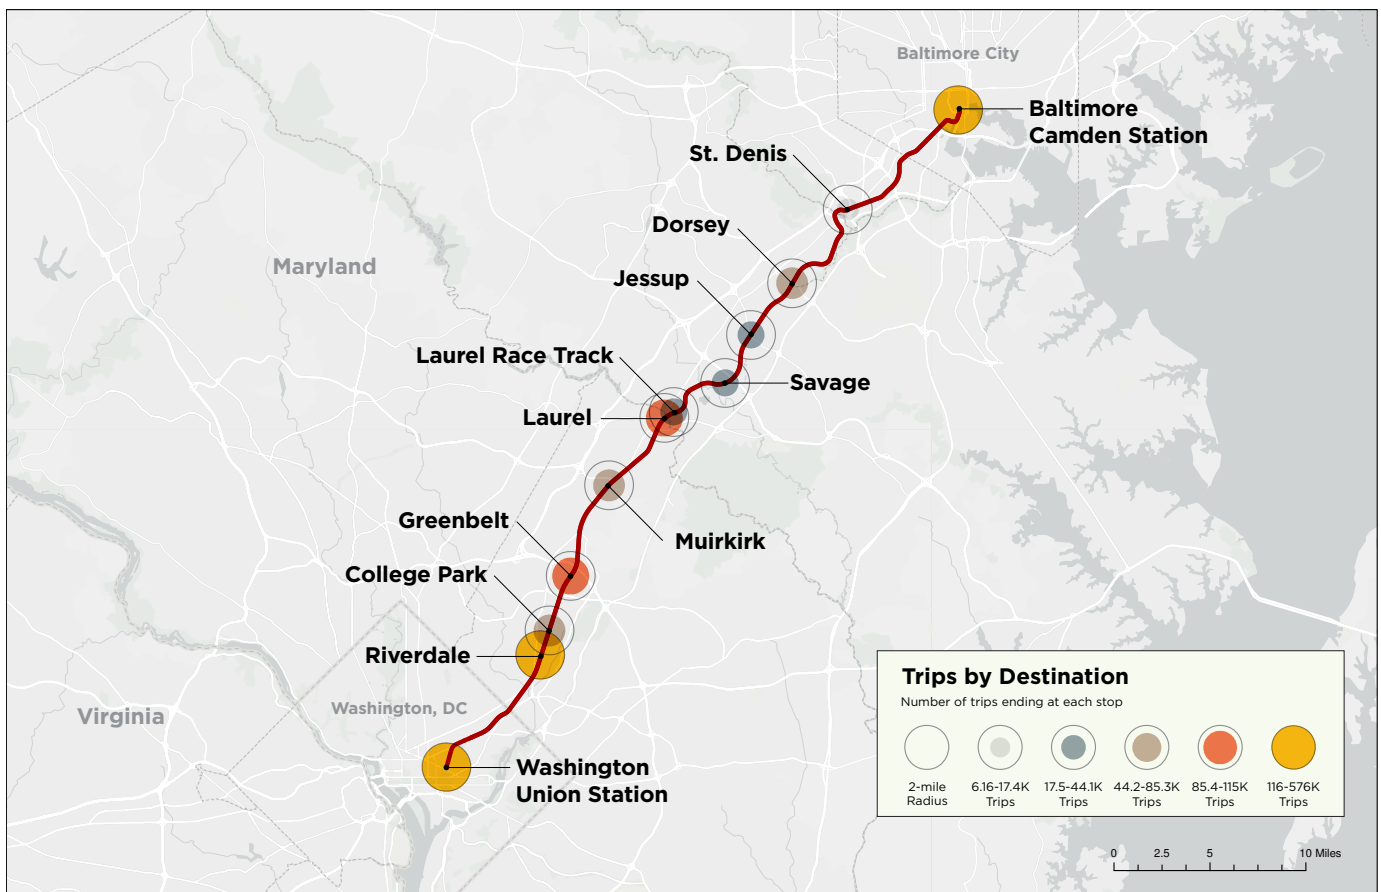 Baltimore City
Baltimore
Camden Station
St. Denis
Dorsey
Maryland
Jessup
Laurel Race Track
Savage
Laurel
Greenbelt
Muirkirk
College Park
Riverdale
Virginia
Washington, DC
Washington
Union Station
Trips by Destination
Number of trips ending at each stop
2-mile
Radius
6.16-17.4K
Trips
17.5-44.1K
Trips
44.2-85.3K
Trips
85.4-115K
Trips
116-576K
Trips
0 2.5 5 10 Miles